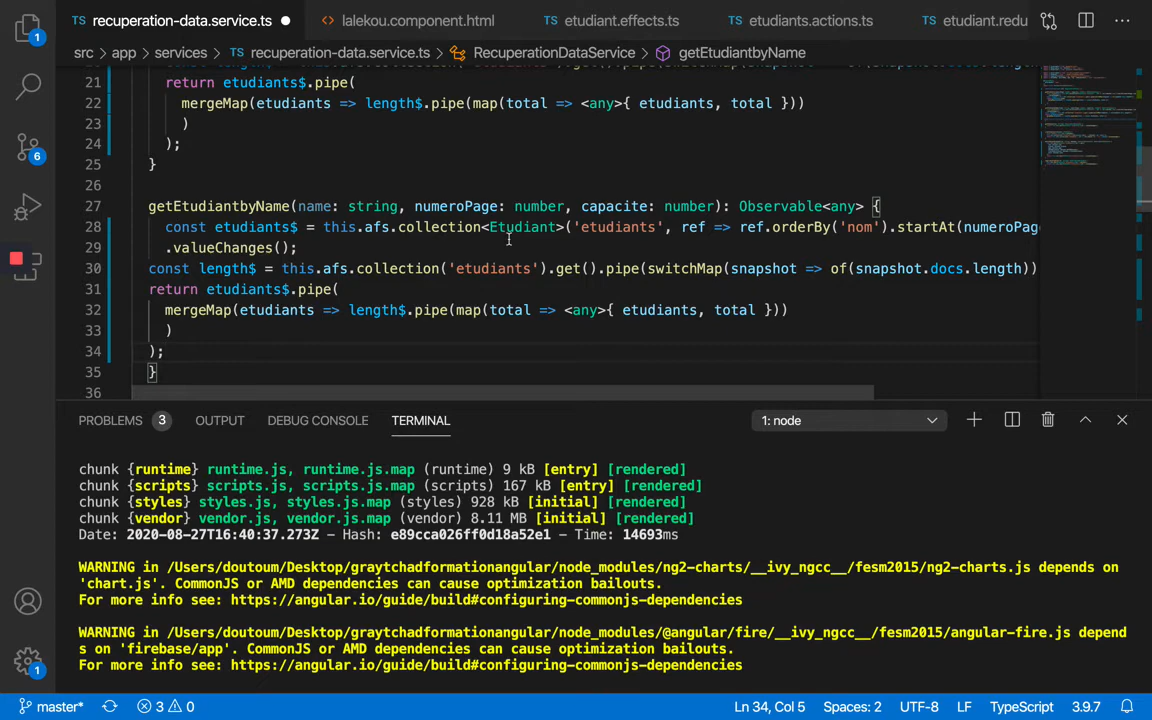 recuperation-data.service.ts lalekou.component.html etudiant.effects.ts etudiants.actions.ts etudiant.redu
src > app > services > recuperation-data.service.ts > RecuperationDataService > getEtudiantbyName
21 return etudiants$.pipe(
22 mergeMap(etudiants => length$.pipe(map(total => <any>{ etudiants, total }))
23 )
24 );
25 }
26
27 getEtudiantbyName(name: string, numeroPage: number, capacite: number): Observable<any> {
28 const etudiants$ = this.afs.collection<Etudiant>('etudiants', ref => ref.orderBy('nom').startAt(numeroPage
29 .valueChanges();
30 const length$ = this.afs.collection('etudiants').get().pipe(switchMap(snapshot => of(snapshot.docs.length))
31 return etudiants$.pipe(
32 mergeMap(etudiants => length$.pipe(map(total => <any>{ etudiants, total }))
33 )
34 );
35 }
36
PROBLEMS 3 OUTPUT DEBUG CONSOLE TERMINAL 1: node
chunk {runtime} runtime.js, runtime.js.map (runtime) 9 kB [entry] [rendered]
chunk {scripts} scripts.js, scripts.js.map (scripts) 167 kB [entry] [rendered]
chunk {styles} styles.js, styles.js.map (styles) 928 kB [initial] [rendered]
chunk {vendor} vendor.js, vendor.js.map (vendor) 8.11 MB [initial] [rendered]
Date: 2020-08-27T16:40:37.273Z - Hash: e89cca026ff0d18a52e1 - Time: 14693ms
WARNING in /Users/doutoum/Desktop/graytchadformationangular/node_modules/ng2-charts/__ivy_ngcc__/fesm2015/ng2-charts.js depends on
'chart.js'. CommonJS or AMD dependencies can cause optimization bailouts.
For more info see: https://angular.io/guide/build#configuring-commonjs-dependencies
WARNING in /Users/doutoum/Desktop/graytchadformationangular/node_modules/@angular/fire/__ivy_ngcc__/fesm2015/angular-fire.js depend
s on 'firebase/app'. CommonJS or AMD dependencies can cause optimization bailouts.
For more info see: https://angular.io/guide/build#configuring-commonjs-dependencies
1
6
1
master* 3 0 Ln 34, Col 5 Spaces: 2 UTF-8 LF TypeScript 3.9.7